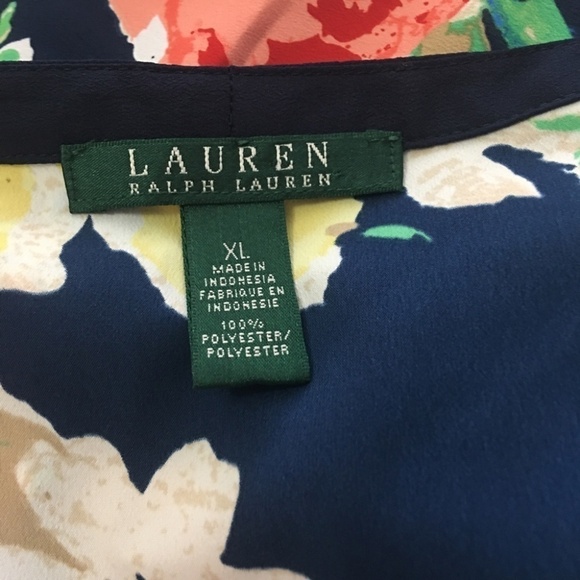 LAUREN
RALPH LAUREN
XL
MADE IN
INDONESIA
FABRIQUE EN
INDONESIE
100%
POLYESTER/
POLYESTER